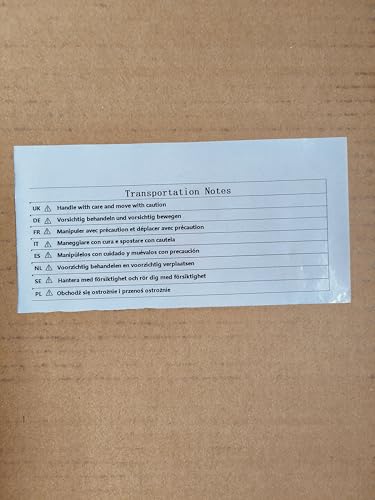 Transportation Notes
UK ⚠ Handle with care and move with caution
DE ⚠ Vorsichtig behandeln und vorsichtig bewegen
FR ⚠ Manipuler avec précaution et déplacer avec précaution
IT ⚠ Maneggiare con cura e spostare con cautela
ES ⚠ Manipúlelos con cuidado y muévalos con precaución
NL ⚠ Voorzichtig behandelen en voorzichtig verplaatsen
SE ⚠ Hantera med försiktighet och rör dig med försiktighet
PL ⚠ Obchodź się ostrożnie i przenoś ostrożnie